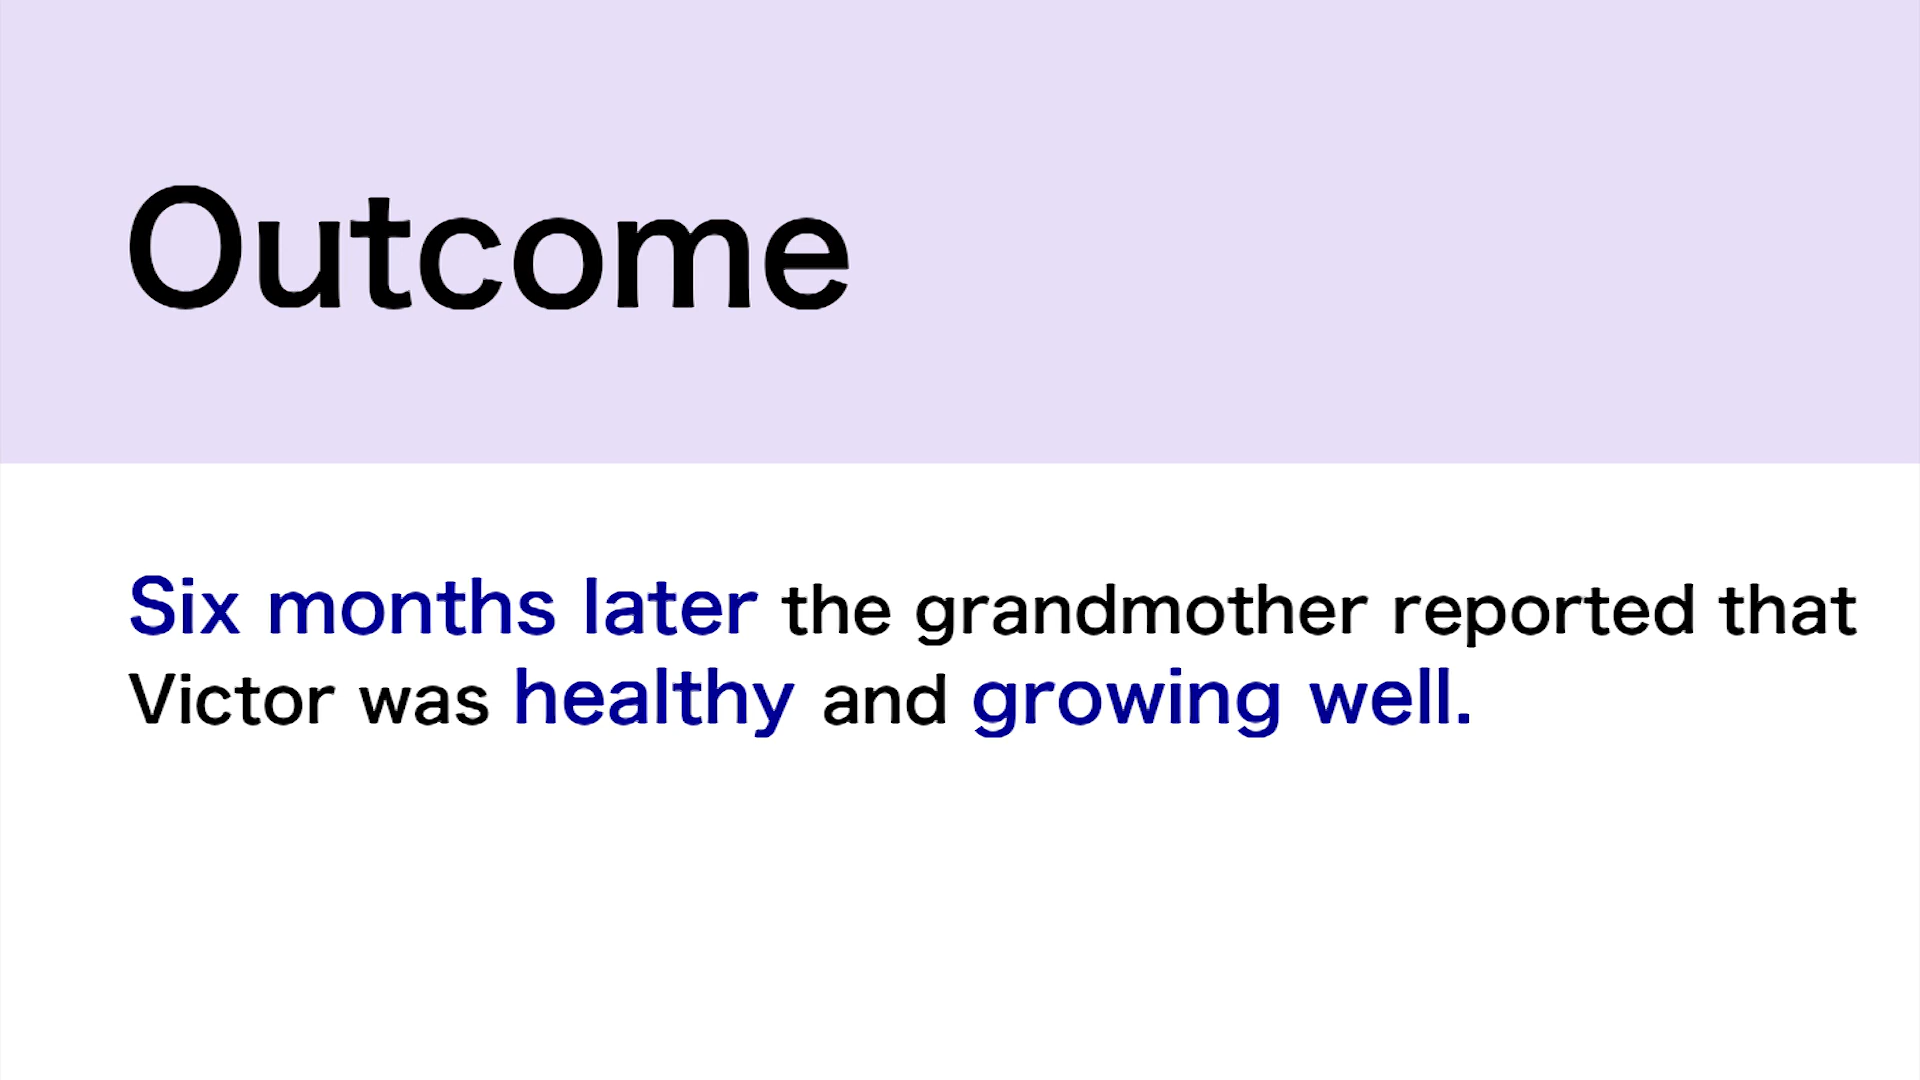 Outcome
Six months later the grandmother reported that
Victor was healthy and growing well.